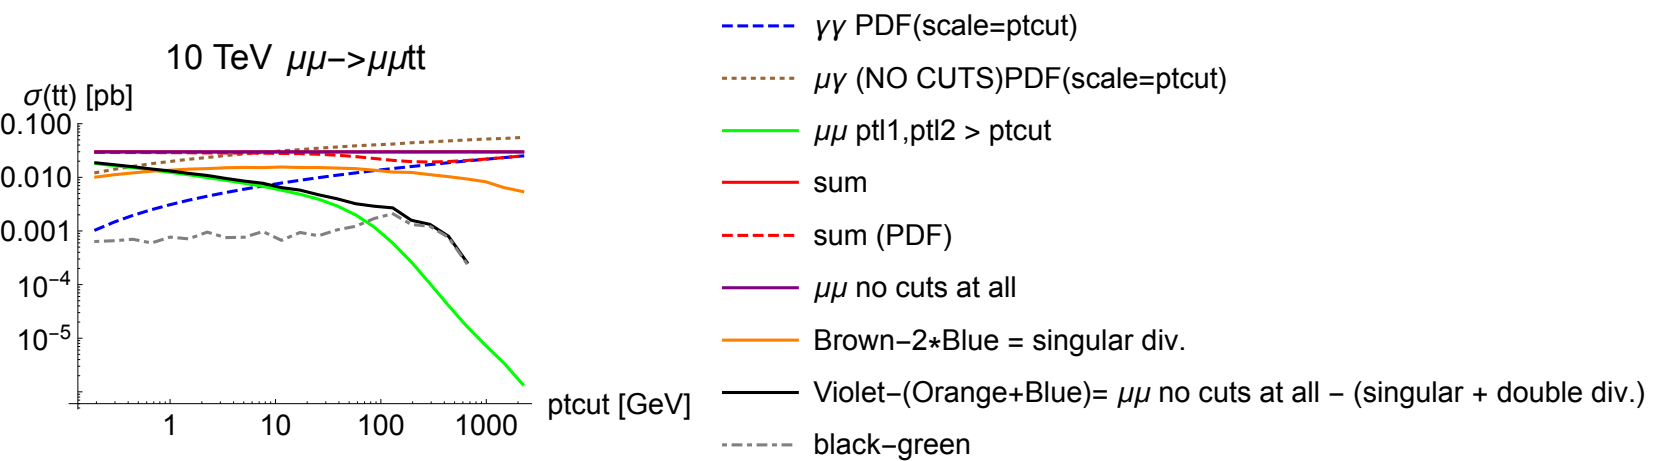 10 TeV μμ−>μμtt
σ(tt) [pb]
0.100
0.010
0.001
10−4
10−5
1
10
100
1000
ptcut [GeV]
γγ PDF(scale=ptcut)
μγ (NO CUTS)PDF(scale=ptcut)
μμ ptl1,ptl2 > ptcut
sum
sum (PDF)
μμ no cuts at all
Brown−2*Blue = singular div.
Violet−(Orange+Blue)= μμ no cuts at all − (singular + double div.)
black−green